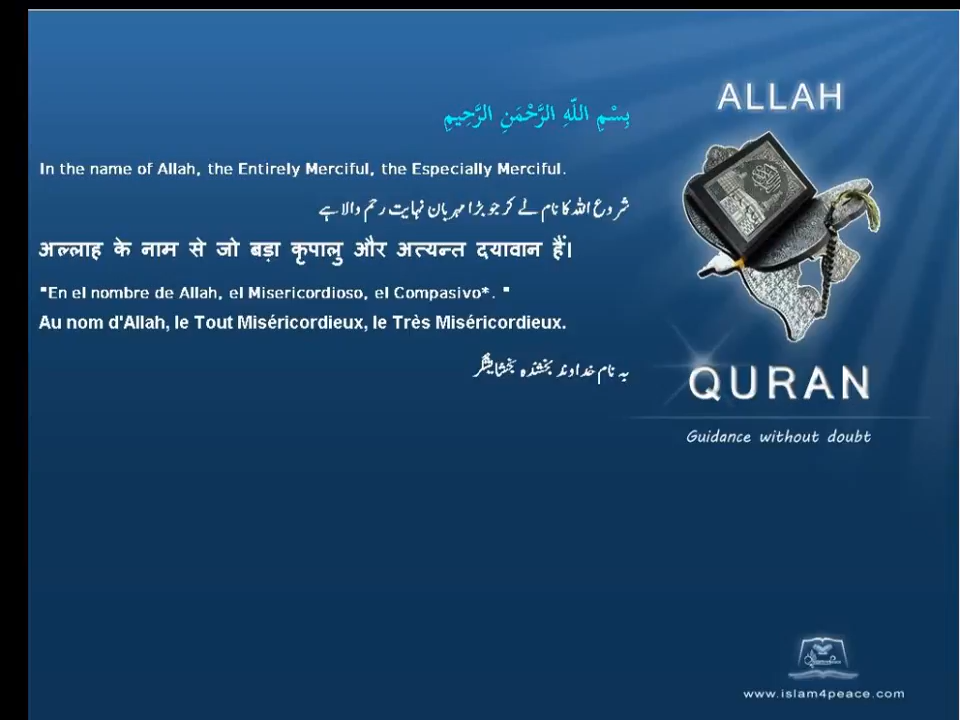 بِسْمِ اللَّهِ الرَّحْمَنِ الرَّحِيمِ
In the name of Allah, the Entirely Merciful, the Especially Merciful.
شروع الله کا نام لے کر جو بڑا مہربان نہایت رحم والا ہے
अल्लाह के नाम से जो बड़ा कृपालु और अत्यन्त दयावान हैं।
"En el nombre de Allah, el Misericordioso, el Compasivo*. "
Au nom d'Allah, le Tout Miséricordieux, le Très Miséricordieux.
به نام خداوند بخشنده بخشایشگر
ALLAH
QURAN
Guidance without doubt
www.islam4peace.com